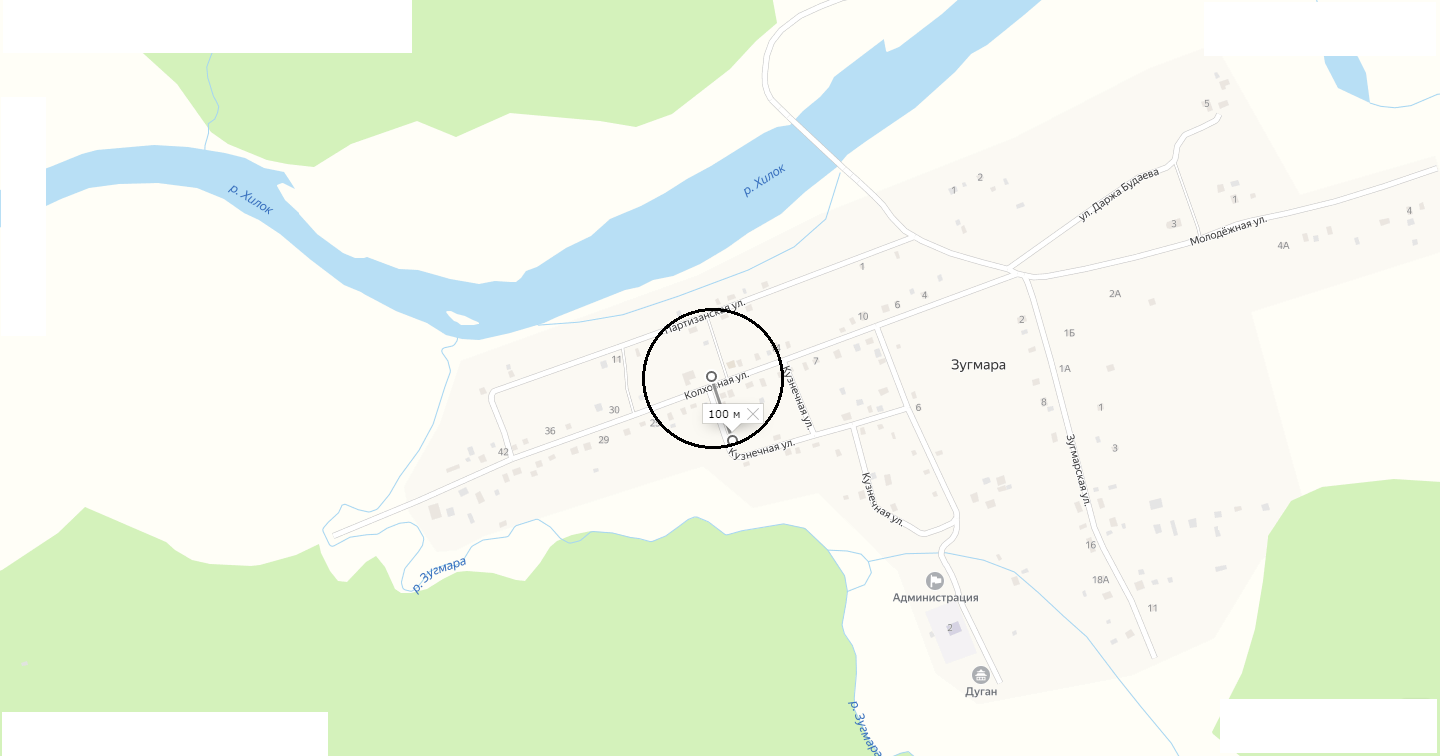 5
2
7
р. Хилок
р. Хилок
ул. Даржа Будаева
1
3
4
Молодёжная ул.
4А
1
2А
4
6
Партизанская ул.
10
2
1Б
11
7
Зугмара
1А
Колхозная ул.
Кузнечная ул.
8
1
30
100 м
6
36
29
42
Кузнечная ул.
3
Зугмарская ул.
Кузнечная ул.
16
р. Зугмара
18А
Администрация
11
2
Дуган
р. Зугмара